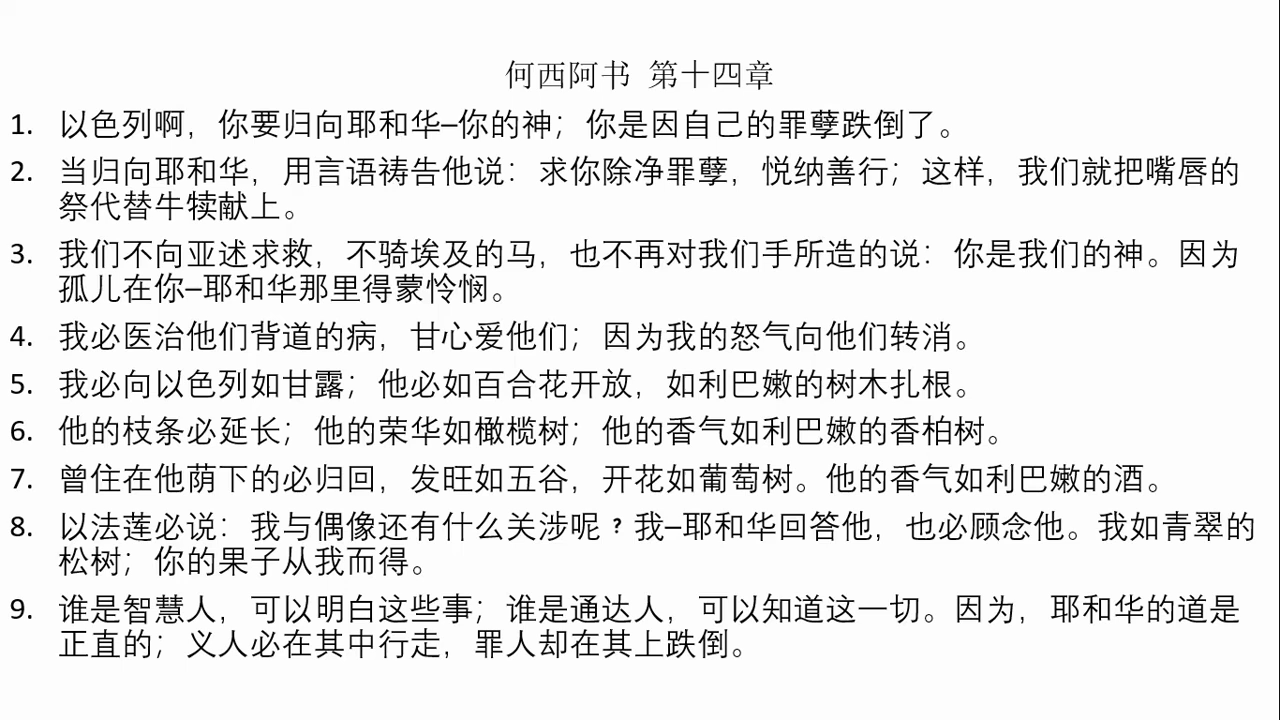 何西阿书 第十四章
1. 以色列啊，你要归向耶和华–你的神；你是因自己的罪孽跌倒了。
2. 当归向耶和华，用言语祷告他说：求你除净罪孽，悦纳善行；这样，我们就把嘴唇的
祭代替牛犊献上。
3. 我们不向亚述求救，不骑埃及的马，也不再对我们手所造的说：你是我们的神。因为
孤儿在你–耶和华那里得蒙怜悯。
4. 我必医治他们背道的病，甘心爱他们；因为我的怒气向他们转消。
5. 我必向以色列如甘露；他必如百合花开放，如利巴嫩的树木扎根。
6. 他的枝条必延长；他的荣华如橄榄树；他的香气如利巴嫩的香柏树。
7. 曾住在他荫下的必归回，发旺如五谷，开花如葡萄树。他的香气如利巴嫩的酒。
8. 以法莲必说：我与偶像还有什么关涉呢？我–耶和华回答他，也必顾念他。我如青翠的
松树；你的果子从我而得。
9. 谁是智慧人，可以明白这些事；谁是通达人，可以知道这一切。因为，耶和华的道是
正直的；义人必在其中行走，罪人却在其上跌倒。